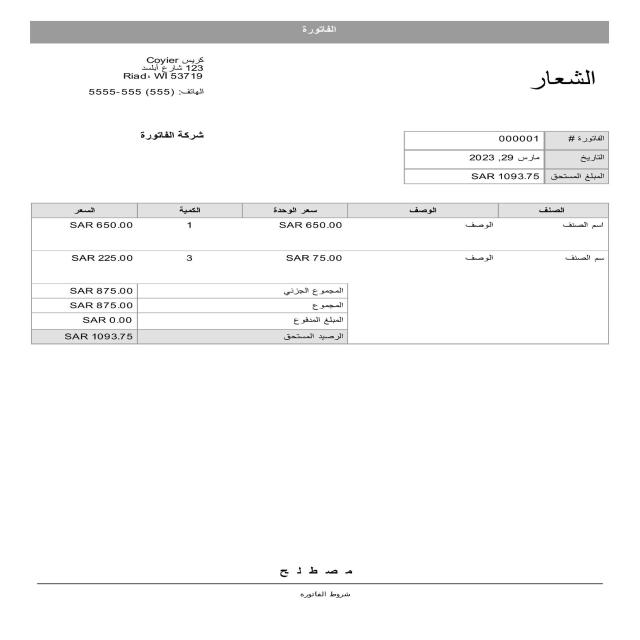 الفاتورة
الشعار
كريس Coyier
123 شارع أبلسد
Riad، WI 53719
الهاتف: (555) 555-5555
شركة الفاتورة
الفاتورة # 000001
التاريخ مارس 29, 2023
المبلغ المستحق SAR 1093.75
الصنف الوصف سعر الوحدة الكمية السعر
اسم الصنف الوصف SAR 650.00 1 SAR 650.00
سم الصنف الوصف SAR 75.00 3 SAR 225.00
المجموع الجزئي SAR 875.00
المجموع SAR 875.00
المبلغ المدفوع SAR 0.00
الرصيد المستحق SAR 1093.75
مصطلح
شروط الفاتوره